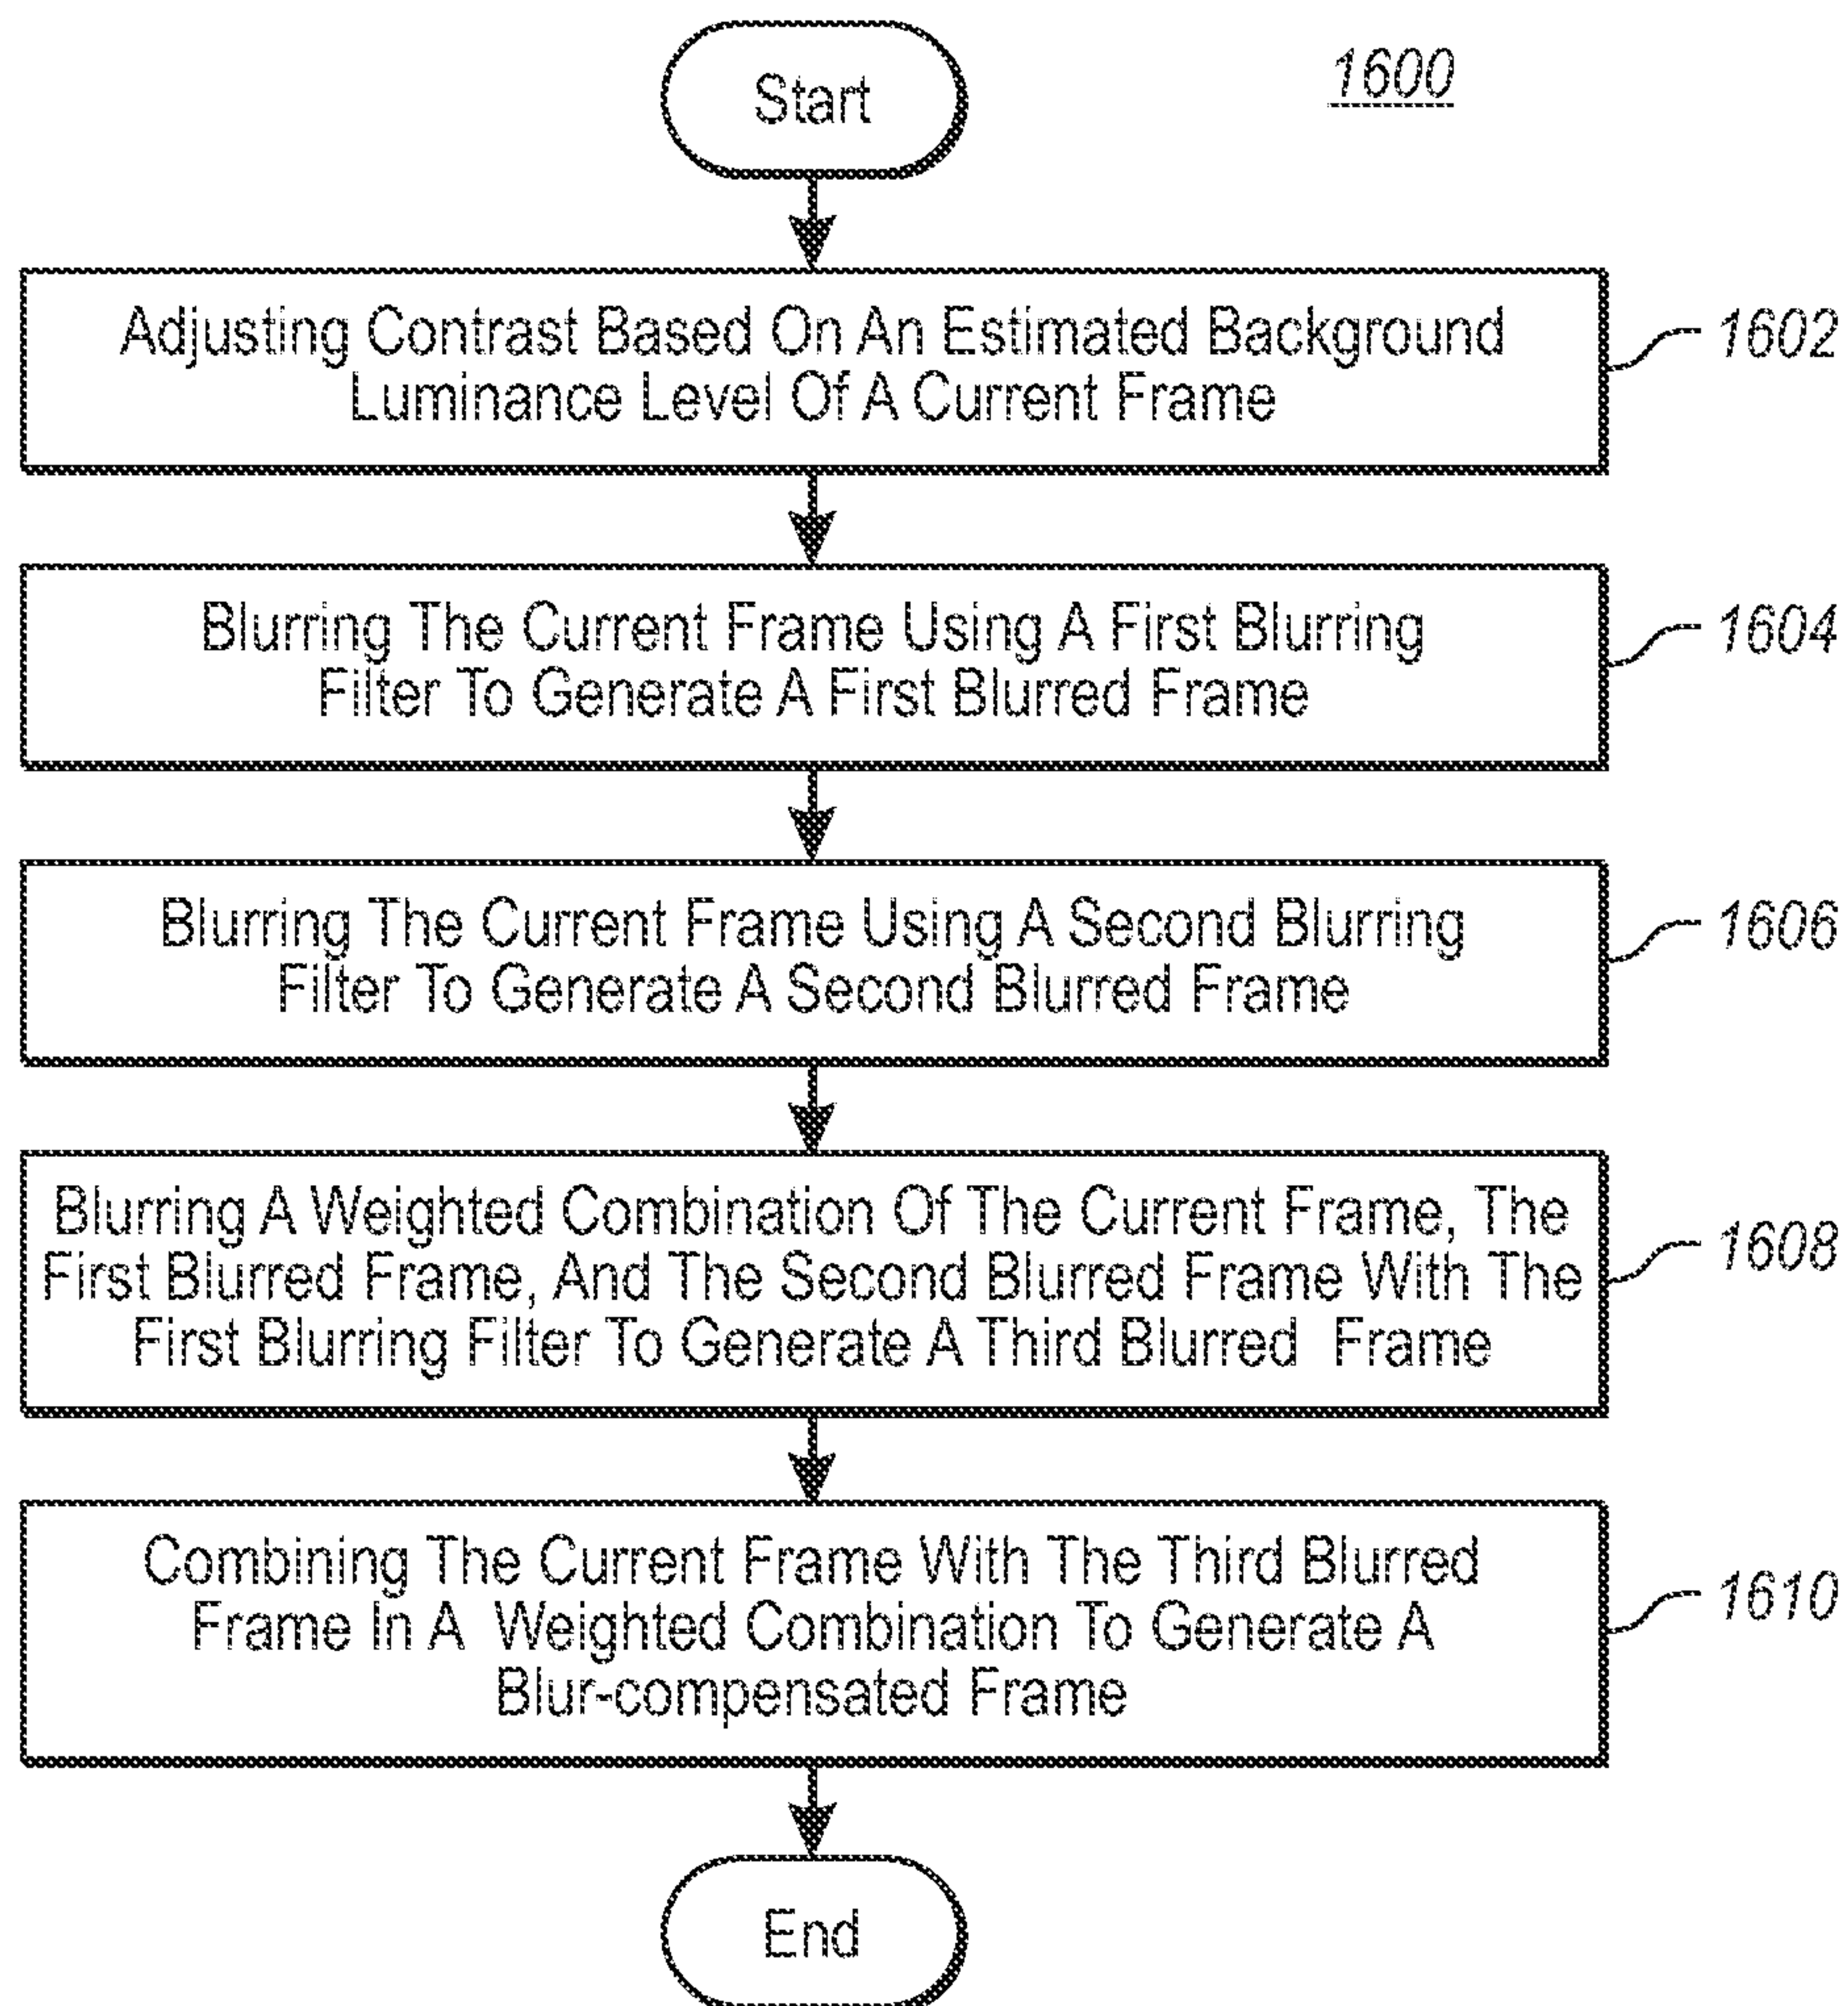 Start
1600
Adjusting Contrast Based On An Estimated Background
Luminance Level Of A Current Frame
1602
Blurring The Current Frame Using A First Blurring
Filter To Generate A First Blurred Frame
1604
Blurring The Current Frame Using A Second Blurring
Filter To Generate A Second Blurred Frame
1606
Blurring A Weighted Combination Of The Current Frame, The
First Blurred Frame, And The Second Blurred Frame With The
First Blurring Filter To Generate A Third Blurred Frame
1608
Combining The Current Frame With The Third Blurred
Frame In A Weighted Combination To Generate A
Blur-compensated Frame
1610
End